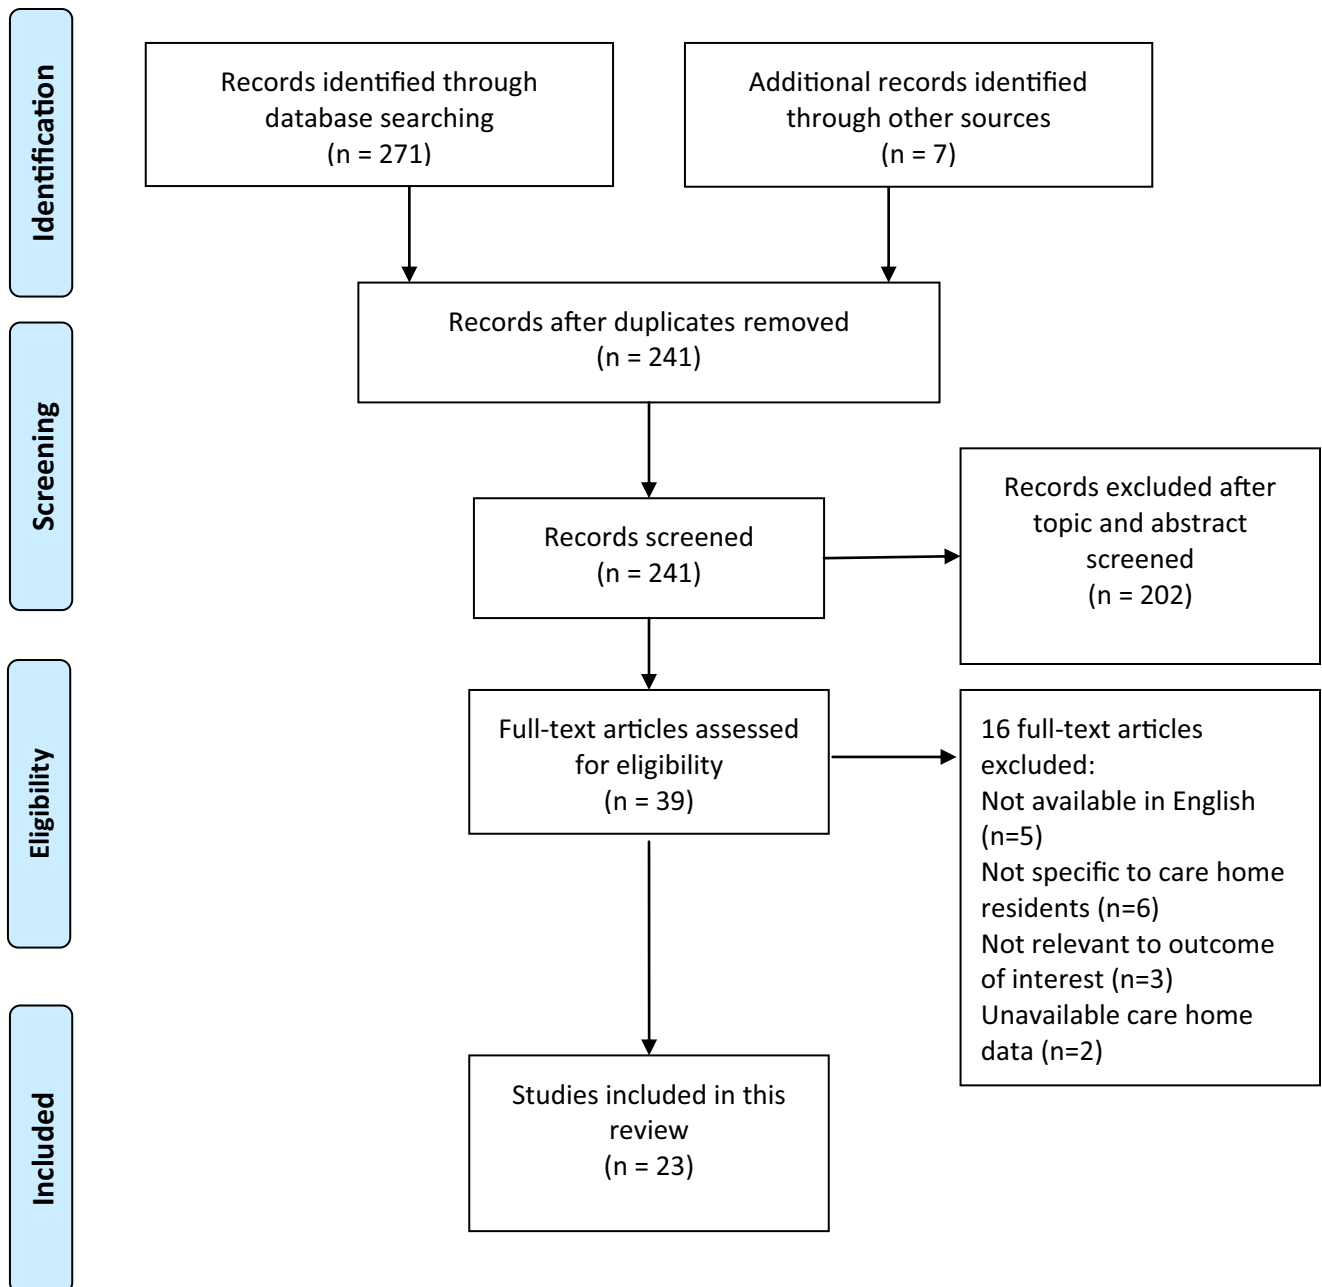 Identification
Records identified through
database searching
(n = 271)
Additional records identified
through other sources
(n = 7)
Records after duplicates removed
(n = 241)
Screening
Records screened
(n = 241)
Records excluded after
topic and abstract
screened
(n = 202)
Eligibility
Full-text articles assessed
for eligibility
(n = 39)
16 full-text articles
excluded:
Not available in English
(n=5)
Not specific to care home
residents (n=6)
Not relevant to outcome
of interest (n=3)
Unavailable care home
data (n=2)
Included
Studies included in this
review
(n = 23)